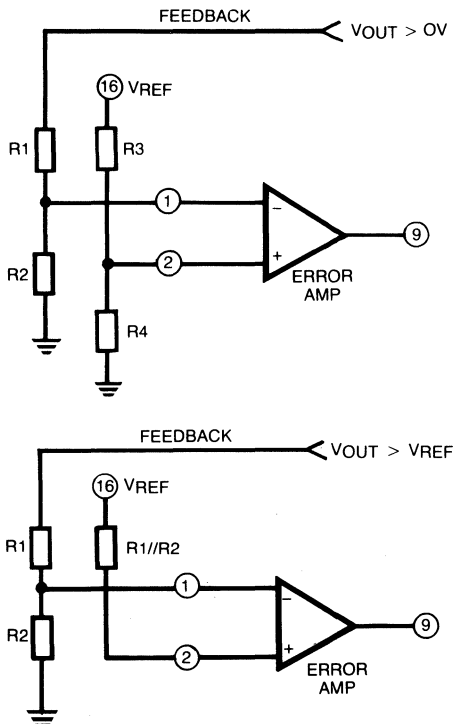 FEEDBACK
VOUT > OV
16 VREF
R1
R3
1
−
9
R2
2
+
ERROR
AMP
R4
FEEDBACK
VOUT > VREF
16 VREF
R1
R1//R2
1
−
9
R2
2
+
ERROR
AMP